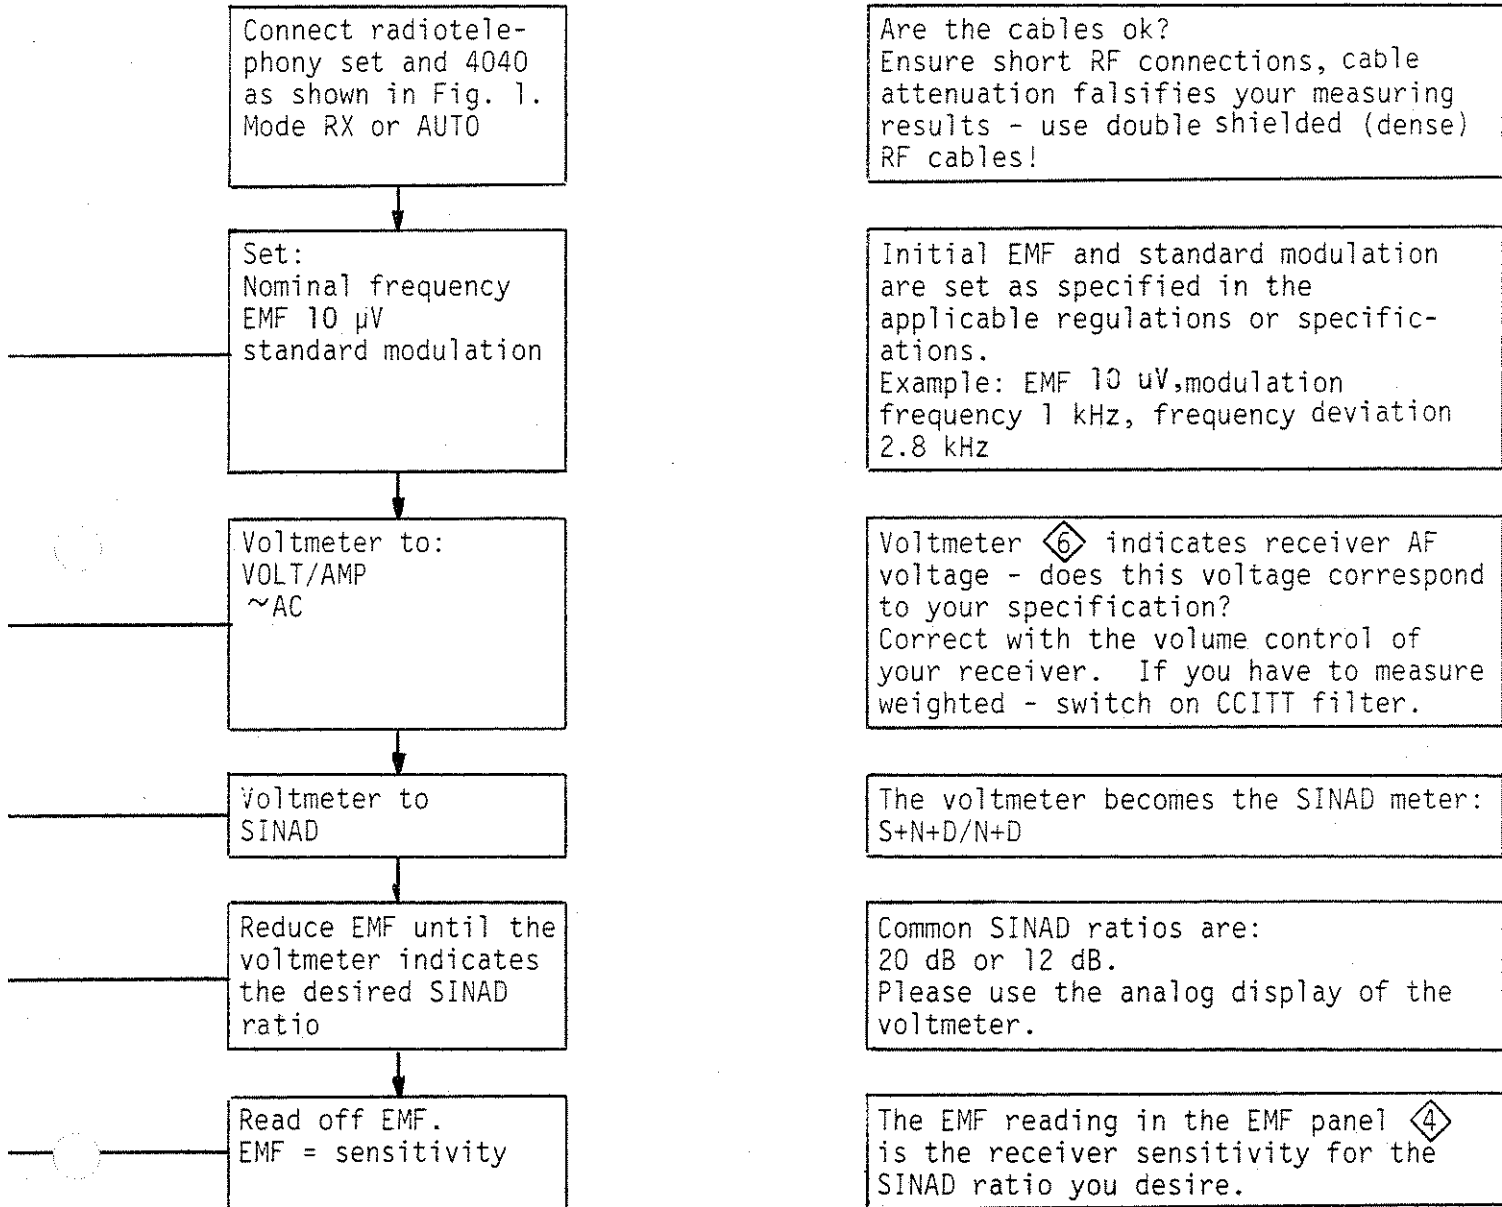 Connect radiotele-
phony set and 4040
as shown in Fig. 1.
Mode RX or AUTO
Are the cables ok?
Ensure short RF connections, cable
attenuation falsifies your measuring
results - use double shielded (dense)
RF cables!
Set:
Nominal frequency
EMF 10 µV
standard modulation
Initial EMF and standard modulation
are set as specified in the
applicable regulations or specific-
ations.
Example: EMF 10 uV,modulation
frequency 1 kHz, frequency deviation
2.8 kHz
Voltmeter to:
VOLT/AMP
~AC
Voltmeter 6 indicates receiver AF
voltage - does this voltage correspond
to your specification?
Correct with the volume control of
your receiver. If you have to measure
weighted - switch on CCITT filter.
Voltmeter to
SINAD
The voltmeter becomes the SINAD meter:
S+N+D/N+D
Reduce EMF until the
voltmeter indicates
the desired SINAD
ratio
Common SINAD ratios are:
20 dB or 12 dB.
Please use the analog display of the
voltmeter.
Read off EMF.
EMF = sensitivity
The EMF reading in the EMF panel 4
is the receiver sensitivity for the
SINAD ratio you desire.